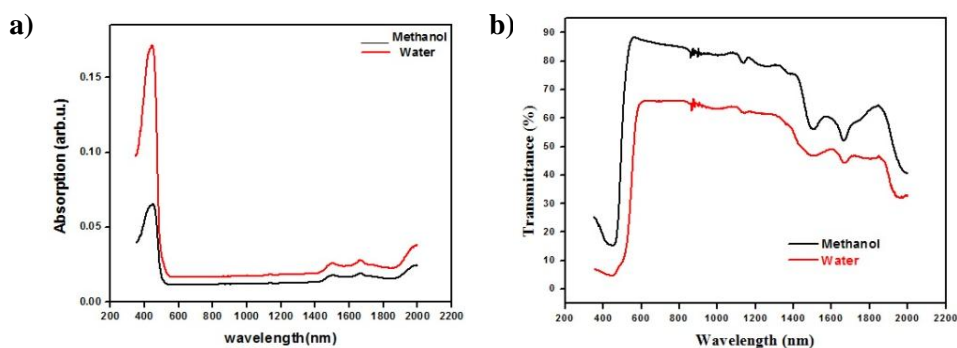 a)
Absorption (arb.u.)
0.15
0.10
0.05
0.00
Methanol
Water
200 400 600 800 1000 1200 1400 1600 1800 2000 2200
wavelength(nm)
b)
Transmittance (%)
90
80
70
60
50
40
30
20
10
0
Methanol
Water
200 400 600 800 1000 1200 1400 1600 1800 2000 2200
Wavelength (nm)